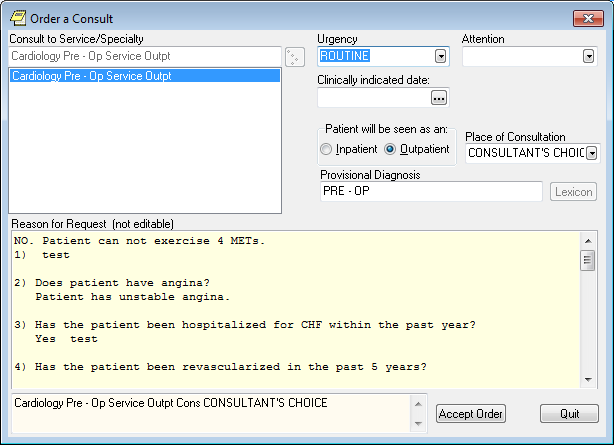 Order a Consult
Consult to Service/Specialty
Cardiology Pre - Op Service Outpt
Cardiology Pre - Op Service Outpt
Urgency
ROUTINE
Attention
Clinically indicated date:
...
Patient will be seen as an:
Inpatient
Outpatient
Place of Consultation
CONSULTANT'S CHOIC
Provisional Diagnosis
PRE - OP
Lexicon
Reason for Request (not editable)
NO. Patient can not exercise 4 METs.
1) test
2) Does patient have angina?
Patient has unstable angina.
3) Has the patient been hospitalized for CHF within the past year?
Yes test
4) Has the patient been revascularized in the past 5 years?
Cardiology Pre - Op Service Outpt Cons CONSULTANT'S CHOICE
Accept Order
Quit